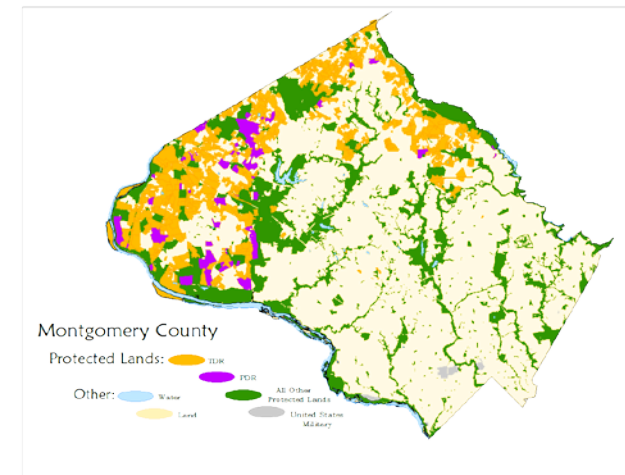 Montgomery County
Protected Lands:
TDR
PDR
Other:
Water
All Other
Protected Lands
Land
United States
Military